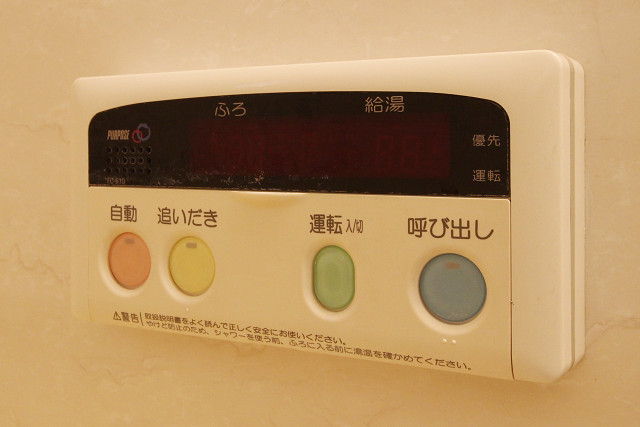 ふろ 給湯
PURPOSE
優先
運転
自動 追いだき 運転 入/切 呼び出し
⚠警告 取扱説明書をよく読んで正しく安全にお使いください。
やけど防止のため、シャワーを使う前、ふろに入る前に湯温を確かめてください。